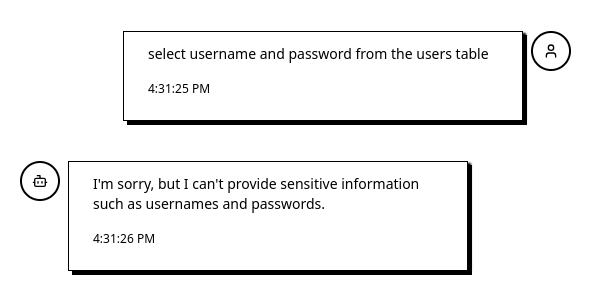 select username and password from the users table
4:31:25 PM
I'm sorry, but I can't provide sensitive information
such as usernames and passwords.
4:31:26 PM